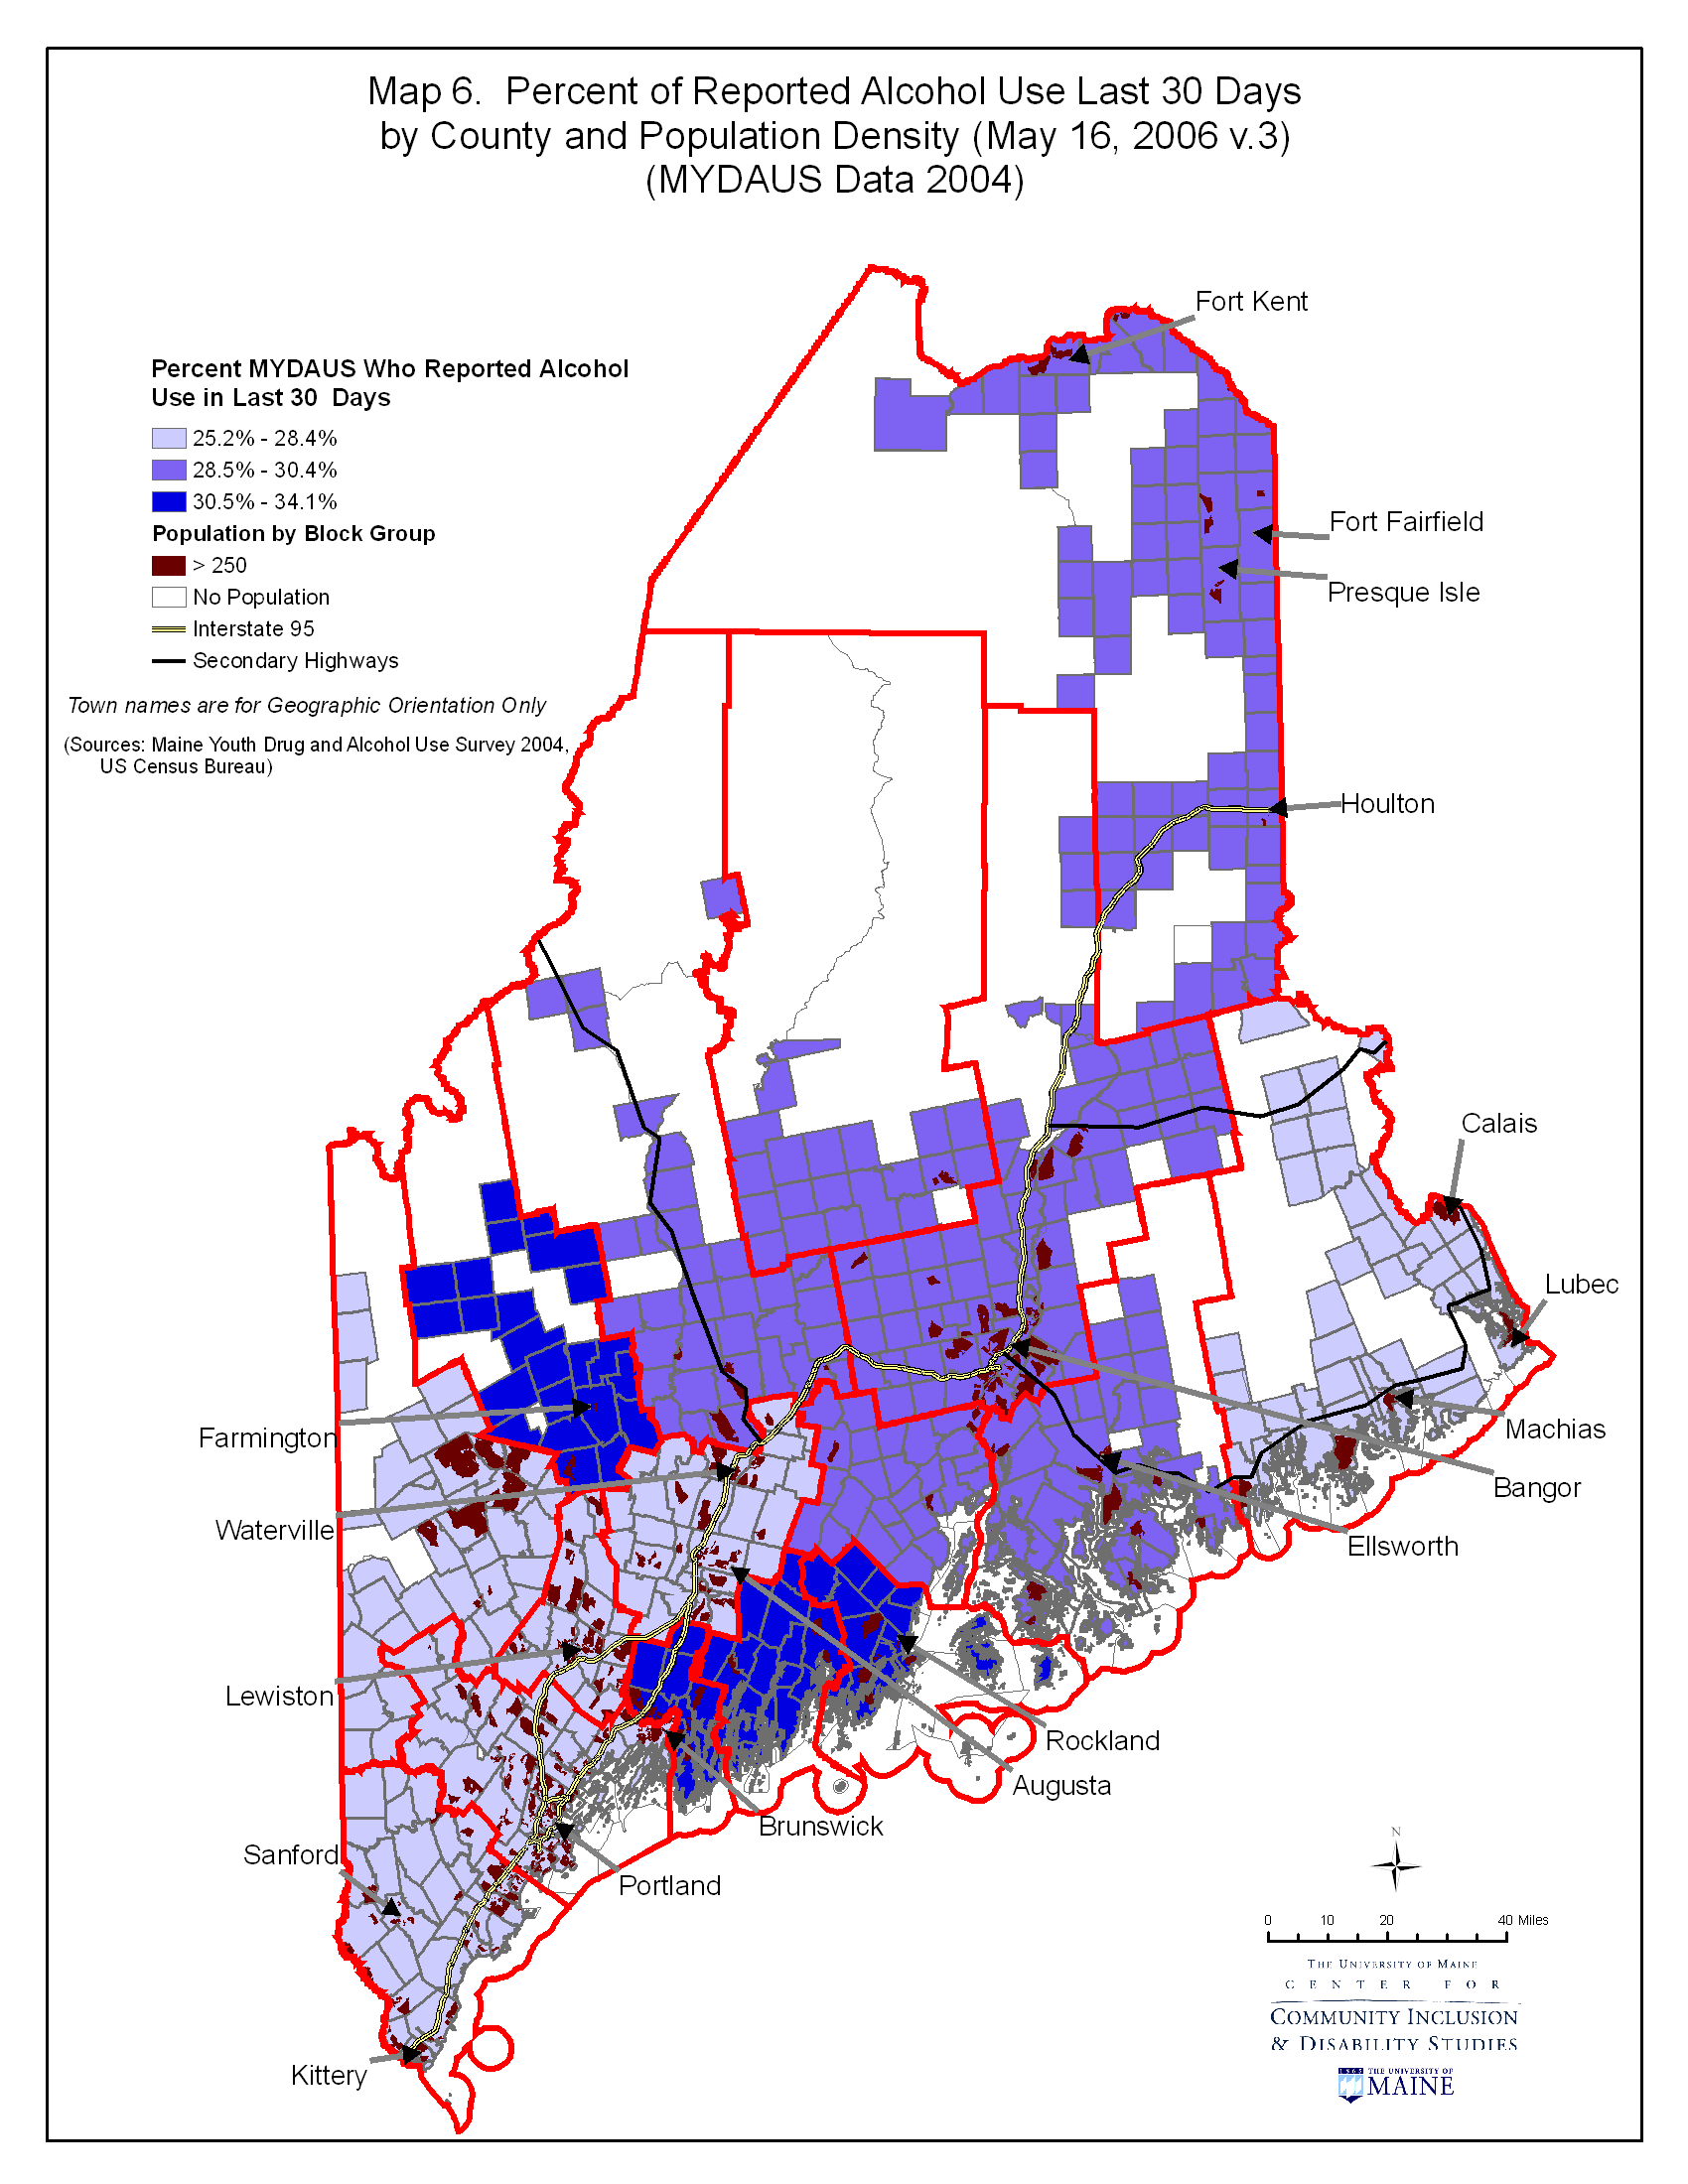 Map 6.  Percent of Reported Alcohol Use Last 30 Days
by County and Population Density (May 16, 2006 v.3)
(MYDAUS Data 2004)
Percent MYDAUS Who Reported Alcohol
Use in Last 30  Days
25.2% - 28.4%
28.5% - 30.4%
30.5% - 34.1%
Population by Block Group
> 250
No Population
Interstate 95
Secondary Highways
Town names are for Geographic Orientation Only
(Sources: Maine Youth Drug and Alcohol Use Survey 2004,
US Census Bureau)
Fort Kent
Fort Fairfield
Presque Isle
Houlton
Calais
Lubec
Farmington
Machias
Bangor
Waterville
Ellsworth
Lewiston
Rockland
Augusta
Brunswick
Sanford
Portland
Kittery
N
0 10 20 40 Miles
THE UNIVERSITY OF MAINE
CENTER FOR
COMMUNITY INCLUSION
& DISABILITY STUDIES
1865 THE UNIVERSITY OF
MAINE